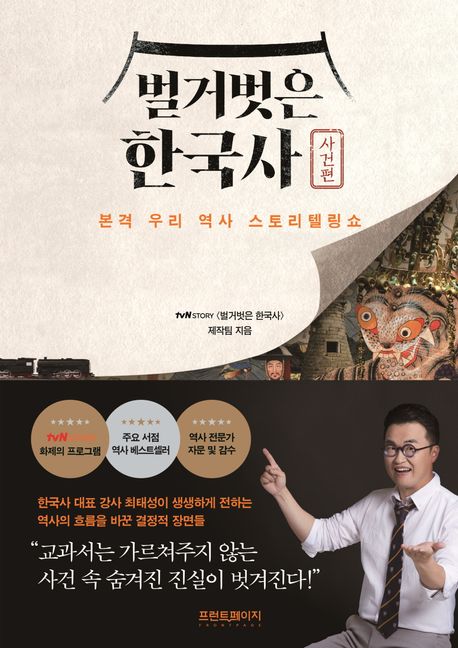 벌거벗은
한국사
사건편
본격 우리 역사 스토리텔링쇼
tvN STORY 〈벌거벗은 한국사〉
제작팀 지음
tvN STORY
화제의 프로그램
주요 서점
역사 베스트셀러
역사 전문가
자문 및 감수
한국사 대표 강사 최태성이 생생하게 전하는
역사의 흐름을 바꾼 결정적 장면들
“교과서는 가르쳐주지 않는
사건 속 숨겨진 진실이 벗겨진다!”
프런트페이지
FRONTPAGE